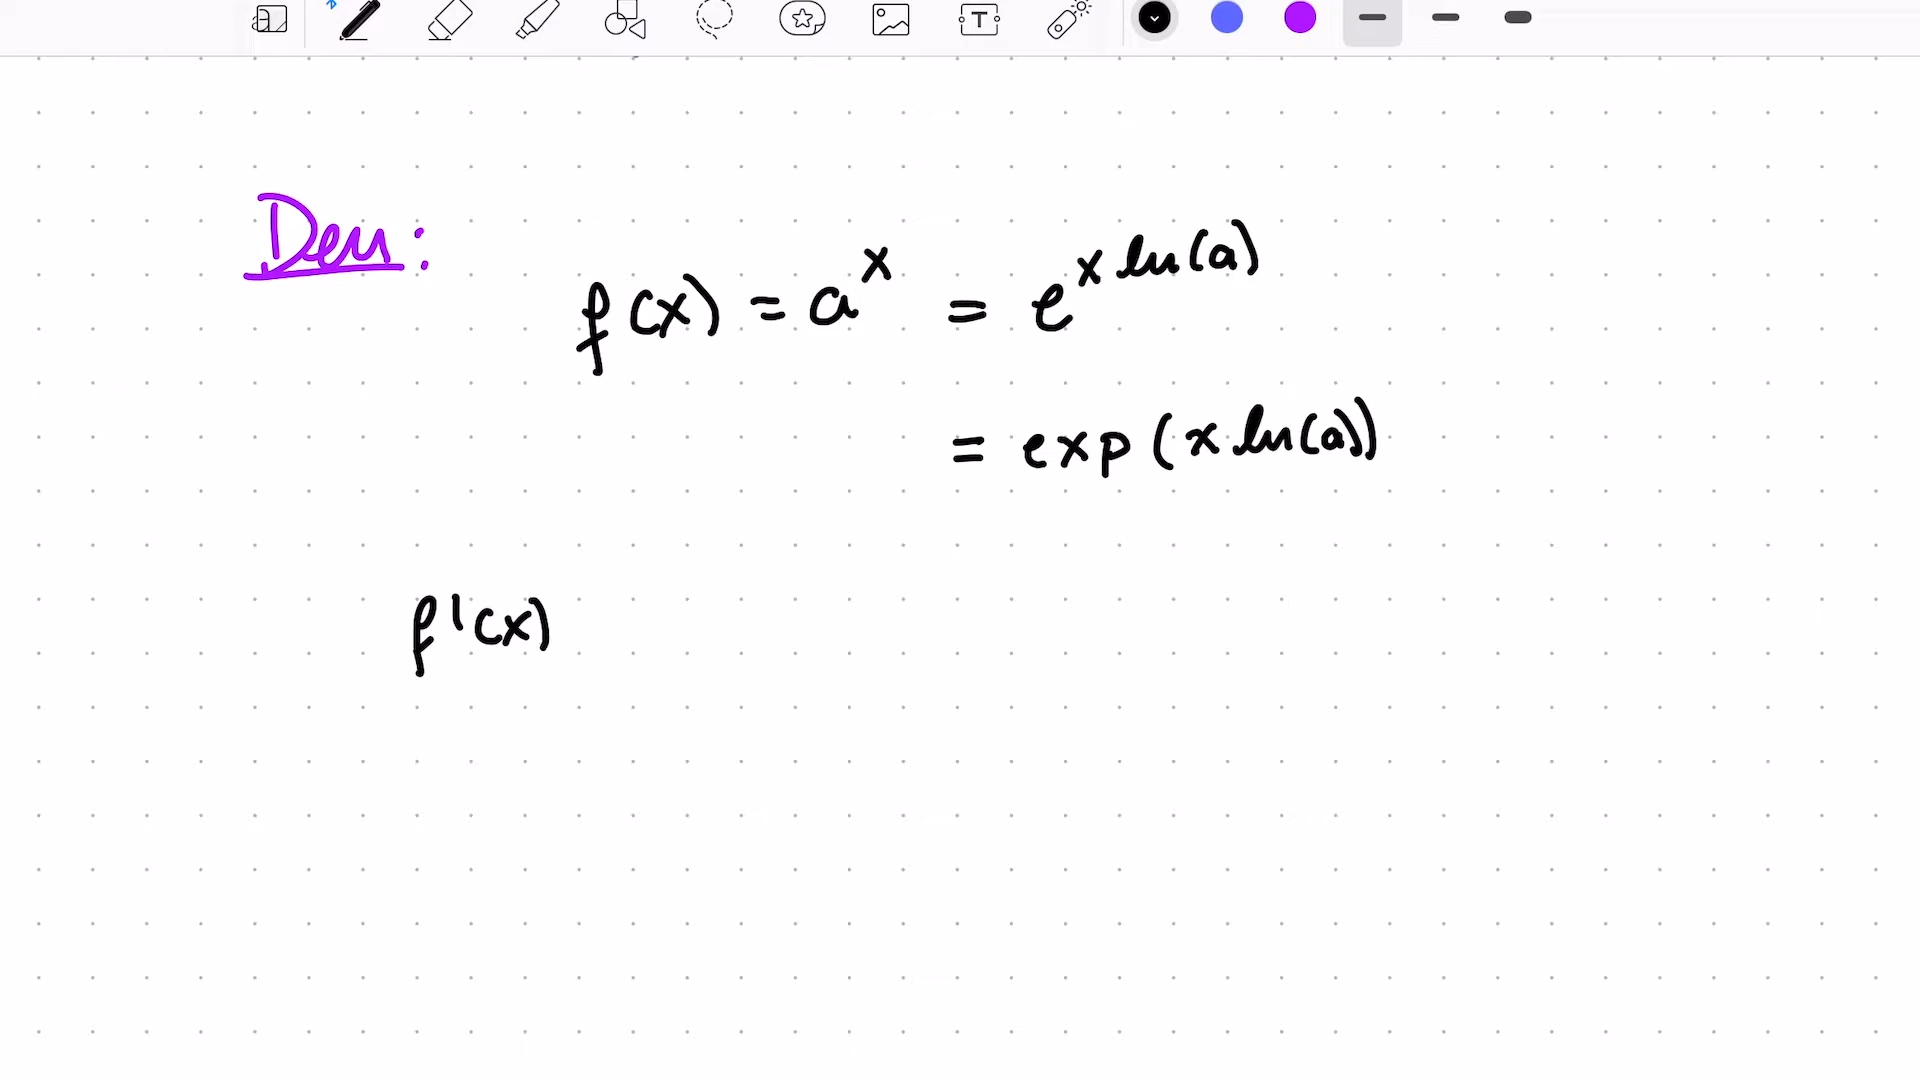 Dem: f(x) = a^x = e^{x ln(a)}
= exp(x ln(a))
f'(x)